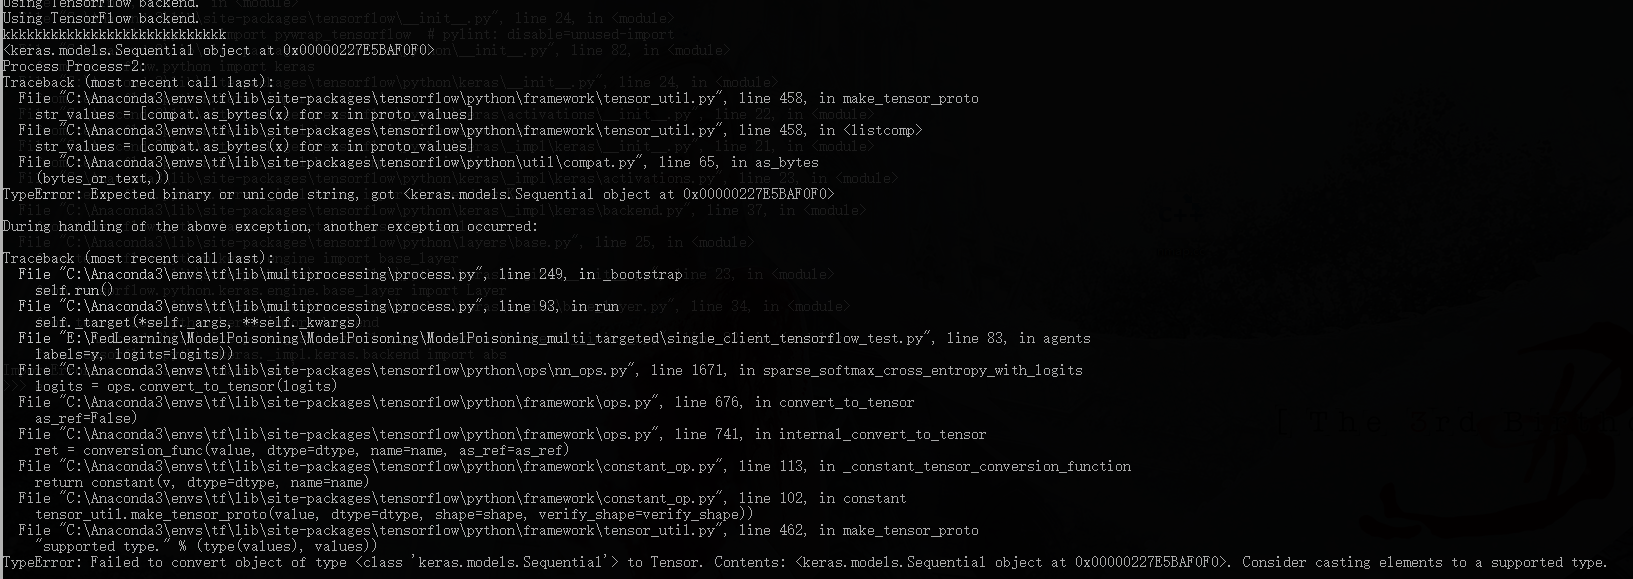 Using TensorFlow backend.
Using TensorFlow backend.
kkkkkkkkkkkkkkkkkkkkkkkkkkkk
<keras.models.Sequential object at 0x00000227E5BAF0F0>
Process Process-2:
Traceback (most recent call last):
  File "C:\Anaconda3\envs\tf\lib\site-packages\tensorflow\python\framework\tensor_util.py", line 458, in make_tensor_proto
    str_values = [compat.as_bytes(x) for x in proto_values]
  File "C:\Anaconda3\envs\tf\lib\site-packages\tensorflow\python\framework\tensor_util.py", line 458, in <listcomp>
    str_values = [compat.as_bytes(x) for x in proto_values]
  File "C:\Anaconda3\envs\tf\lib\site-packages\tensorflow\python\util\compat.py", line 65, in as_bytes
    (bytes_or_text,))
TypeError: Expected binary or unicode string, got <keras.models.Sequential object at 0x00000227E5BAF0F0>
During handling of the above exception, another exception occurred:
Traceback (most recent call last):
  File "C:\Anaconda3\envs\tf\lib\multiprocessing\process.py", line 249, in _bootstrap
    self.run()
  File "C:\Anaconda3\envs\tf\lib\multiprocessing\process.py", line 93, in run
    self._target(*self._args, **self._kwargs)
  File "E:\FedLearning\ModelPoisoning\ModelPoisoning\ModelPoisoning_multi_targeted\single_client_tensorflow_test.py", line 83, in agents
    labels=y, logits=logits))
  File "C:\Anaconda3\envs\tf\lib\site-packages\tensorflow\python\ops\nn_ops.py", line 1671, in sparse_softmax_cross_entropy_with_logits
    logits = ops.convert_to_tensor(logits)
  File "C:\Anaconda3\envs\tf\lib\site-packages\tensorflow\python\framework\ops.py", line 676, in convert_to_tensor
    as_ref=False)
  File "C:\Anaconda3\envs\tf\lib\site-packages\tensorflow\python\framework\ops.py", line 741, in internal_convert_to_tensor
    ret = conversion_func(value, dtype=dtype, name=name, as_ref=as_ref)
  File "C:\Anaconda3\envs\tf\lib\site-packages\tensorflow\python\framework\constant_op.py", line 113, in _constant_tensor_conversion_function
    return constant(v, dtype=dtype, name=name)
  File "C:\Anaconda3\envs\tf\lib\site-packages\tensorflow\python\framework\constant_op.py", line 102, in constant
    tensor_util.make_tensor_proto(value, dtype=dtype, shape=shape, verify_shape=verify_shape))
  File "C:\Anaconda3\envs\tf\lib\site-packages\tensorflow\python\framework\tensor_util.py", line 462, in make_tensor_proto
    "supported type." % (type(values), values))
TypeError: Failed to convert object of type <class 'keras.models.Sequential'> to Tensor. Contents: <keras.models.Sequential object at 0x00000227E5BAF0F0>. Consider casting elements to a supported type.